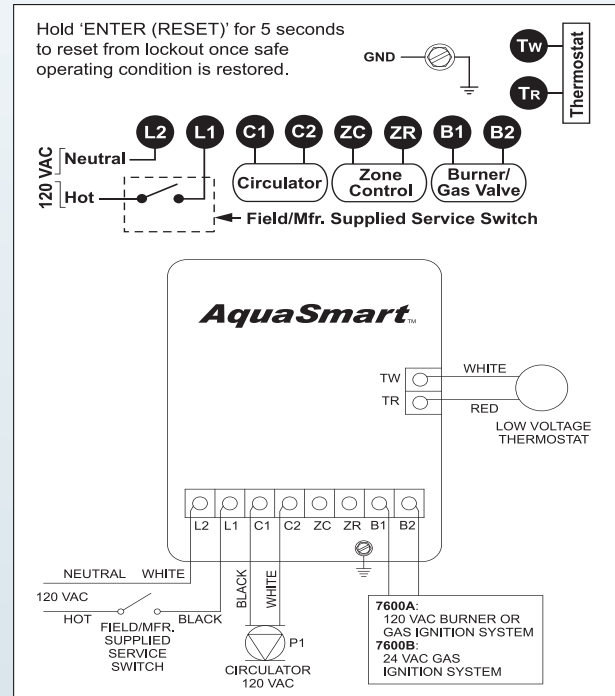 Hold ‘ENTER (RESET)’ for 5 seconds
to reset from lockout once safe
operating condition is restored.
GND
TW
TR
Thermostat
L2 L1 C1 C2 ZC ZR B1 B2
120 VAC
Neutral
Hot
Circulator
Zone
Control
Burner/
Gas Valve
Field/Mfr. Supplied Service Switch
AquaSmart™
TW
TR
WHITE
RED
LOW VOLTAGE
THERMOSTAT
L2 L1 C1 C2 ZC ZR B1 B2
NEUTRAL WHITE
120 VAC
HOT
BLACK
FIELD/MFR.
SUPPLIED
SERVICE
SWITCH
BLACK
WHITE
P1
CIRCULATOR
120 VAC
7600A:
120 VAC BURNER OR
GAS IGNITION SYSTEM
7600B:
24 VAC GAS
IGNITION SYSTEM